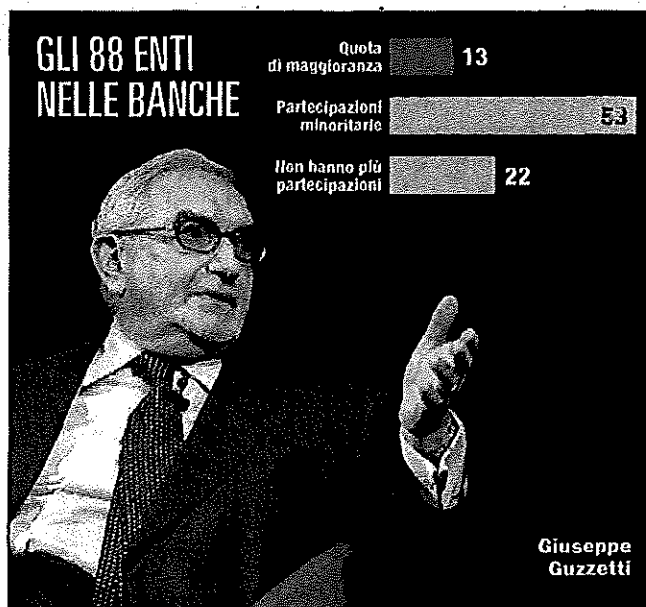 GLI 88 ENTI
NELLE BANCHE
Quota
di maggioranza
13
Partecipazioni
minoritarie
53
Non hanno più
partecipazioni
22
Giuseppe
Guzzetti